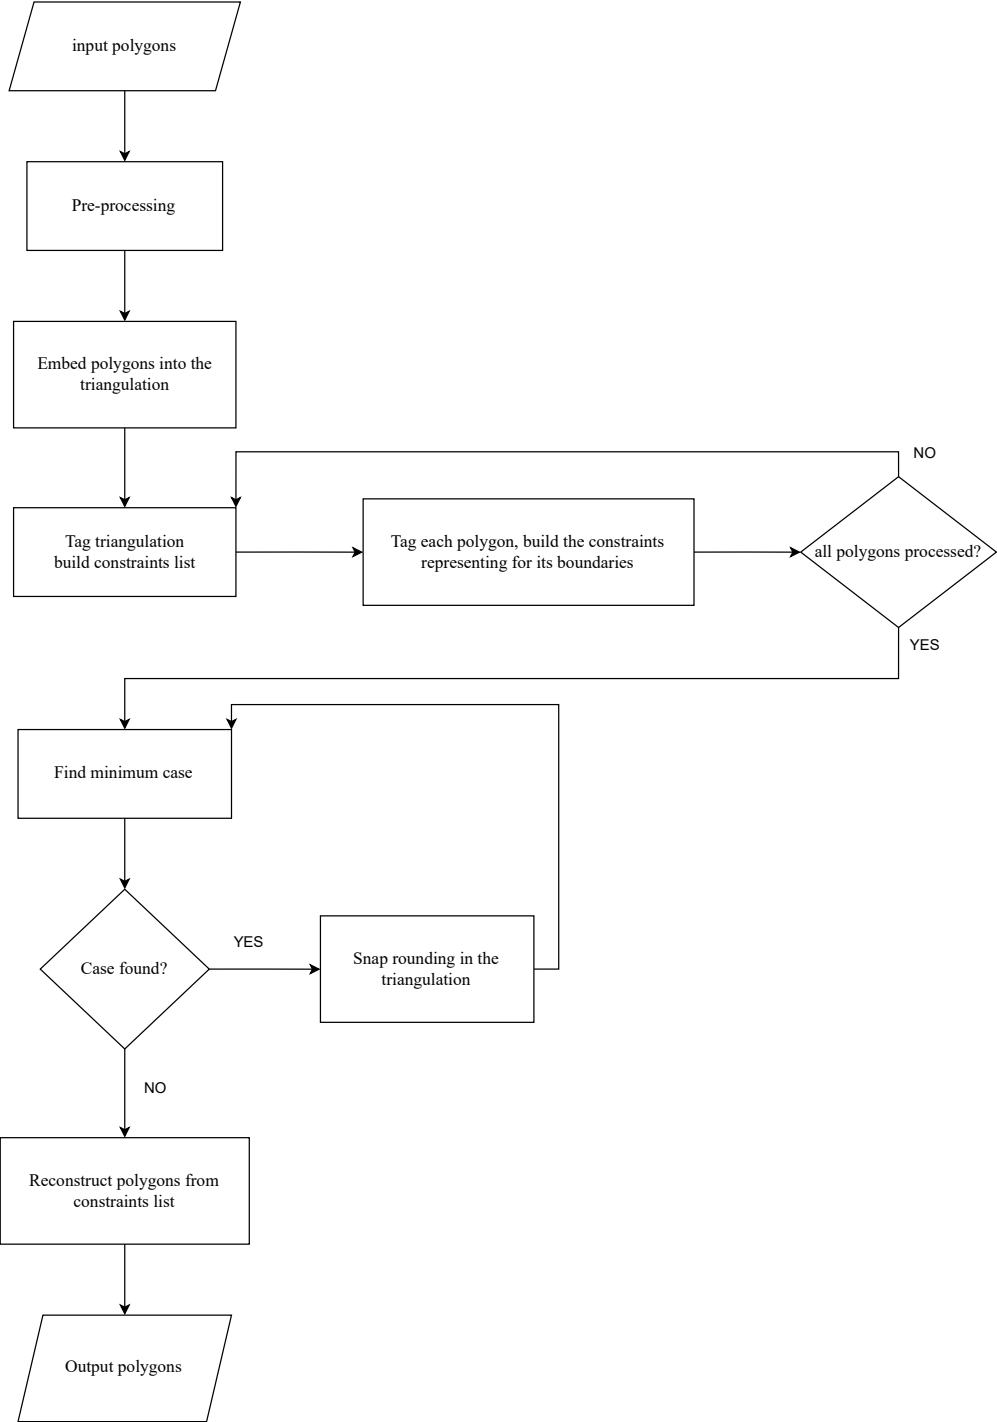 input polygons
Pre-processing
Embed polygons into the
triangulation
NO
Tag triangulation
build constraints list
Tag each polygon, build the constraints
representing for its boundaries
all polygons processed?
YES
Find minimum case
Case found?
YES
Snap rounding in the
triangulation
NO
Reconstruct polygons from
constraints list
Output polygons